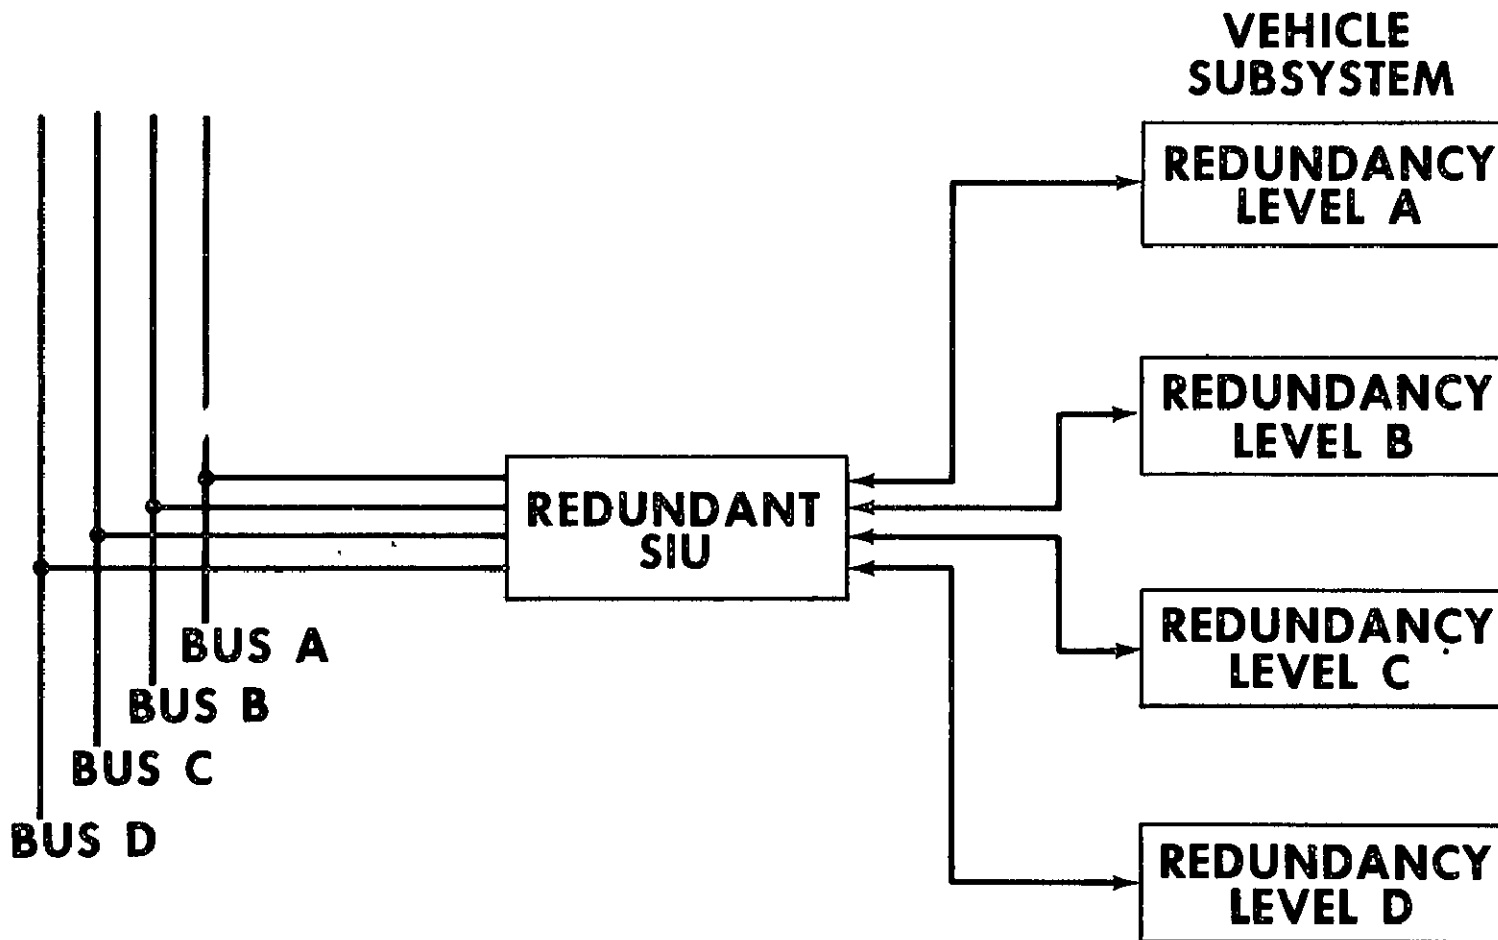 VEHICLE
SUBSYSTEM
REDUNDANCY
LEVEL A
REDUNDANCY
LEVEL B
REDUNDANT
SIU
REDUNDANCY
LEVEL C
REDUNDANCY
LEVEL D
BUS A
BUS B
BUS C
BUS D